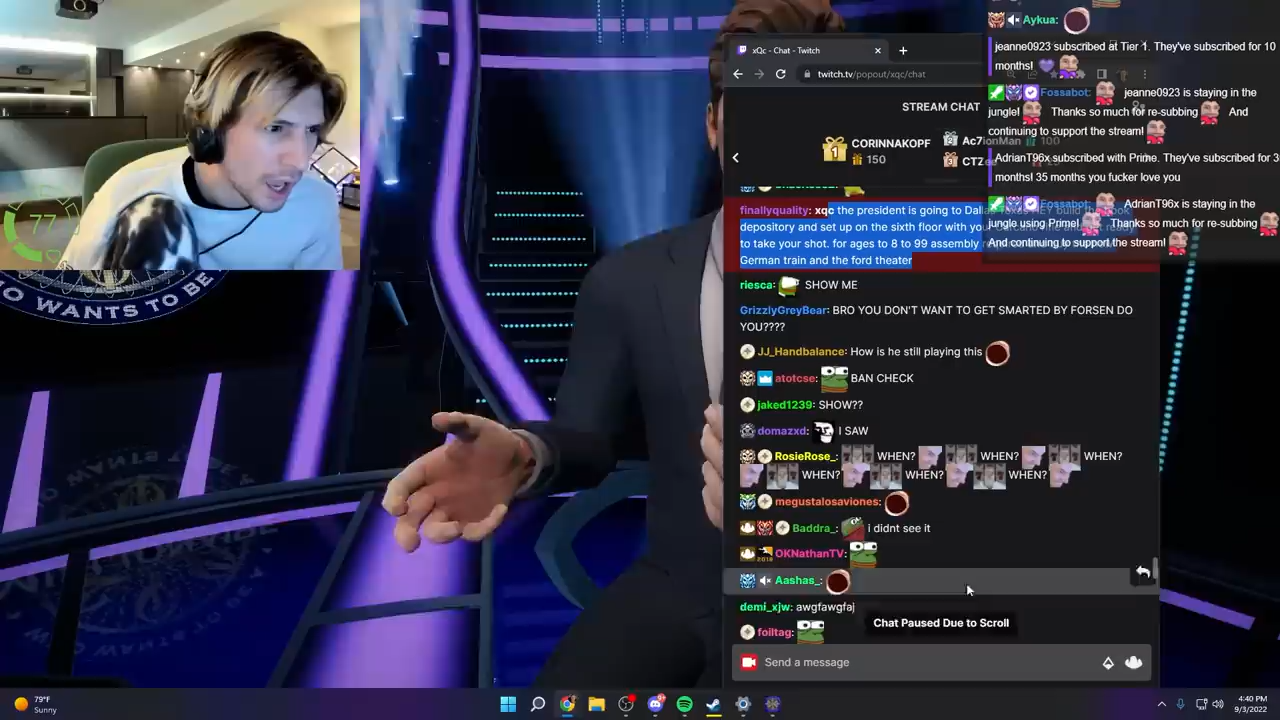 xQc - Chat - Twitch
twitch.tv/popout/xqc/chat
STREAM CHAT
CORINNAKOPF
150
Ac7ionMan
100
Aykua:
jeanne0923 subscribed at Tier 1. They've subscribed for 10
months!
Fossabot: jeanne0923 is staying in the
jungle! Thanks so much for re-subbing And
continuing to support the stream!
AdrianT96x subscribed with Prime. They've subscribed for 3
months! 35 months you fucker love you
Fossabot: AdrianT96x is staying in the
jungle using Prime! Thanks so much for re-subbing
And continuing to support the stream!
77
finallyquality: xqc the president is going to
depository and set up on the sixth floor with
to take your shot. for ages to 8 to 99 assembly
German train and the ford theater
riesca: SHOW ME
GrizzlyGreyBear: BRO YOU DON'T WANT TO GET SMARTED BY FORSEN DO
YOU????
JJ_Handbalance: How is he still playing this
atotcse: BAN CHECK
jaked1239: SHOW??
domazxd: I SAW
RosieRose_: WHEN? WHEN? WHEN?
WHEN? WHEN? WHEN?
megustalosaviones:
Baddra_: i didnt see it
OKNathanTV:
Aashas_:
demi_xjw: awgfawgfaj
Chat Paused Due to Scroll
foiltag:
Send a message
WHO WANTS TO BE
79°F
Sunny
4:40 PM
9/3/2022